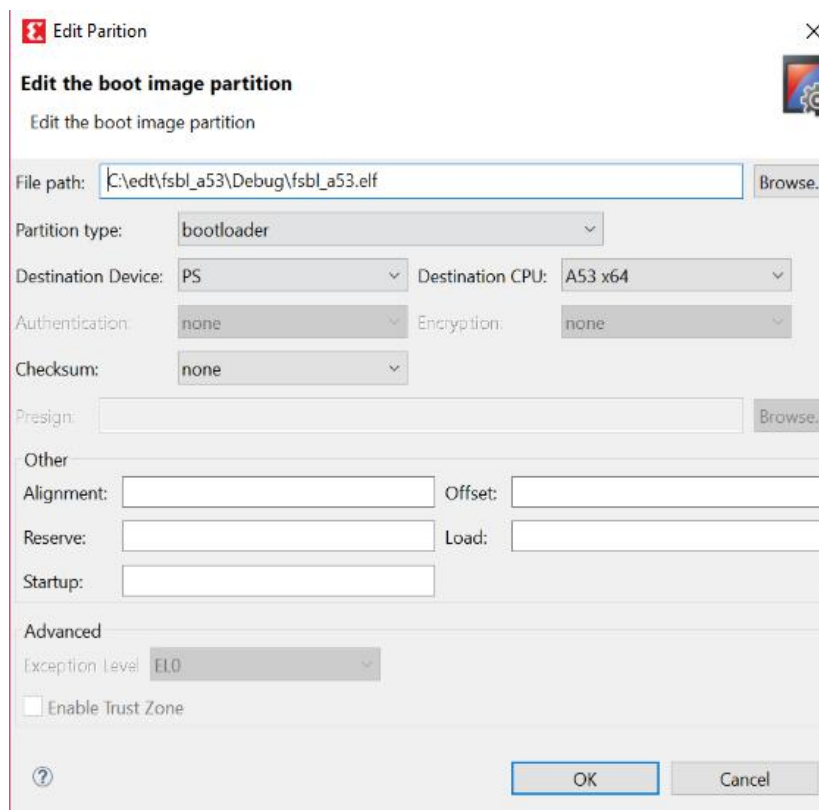 Edit Parition
Edit the boot image partition
Edit the boot image partition
File path: C:\edt\fsbl_a53\Debug\fsbl_a53.elf Browse.
Partition type: bootloader
Destination Device: PS Destination CPU: A53 x64
Authentication: none Encryption: none
Checksum: none
Presign: Browse.
Other
Alignment: Offset:
Reserve: Load:
Startup:
Advanced
Exception Level EL0
Enable Trust Zone
? OK Cancel